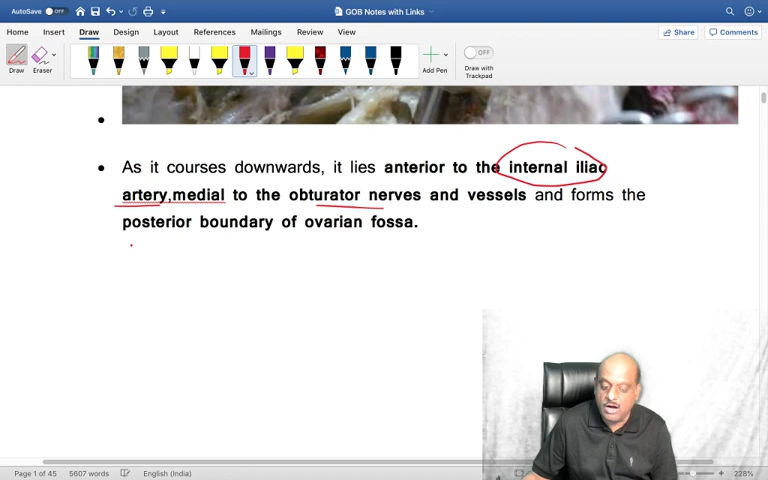 AutoSave OFF
GOB Notes with Links
Home Insert Draw Design Layout References Mailings Review View
Share Comments
OFF
Draw Eraser Add Pen Draw with Trackpad
• As it courses downwards, it lies anterior to the internal iliac
artery,medial to the obturator nerves and vessels and forms the
posterior boundary of ovarian fossa.
Page 1 of 45 5607 words English (India) 228%